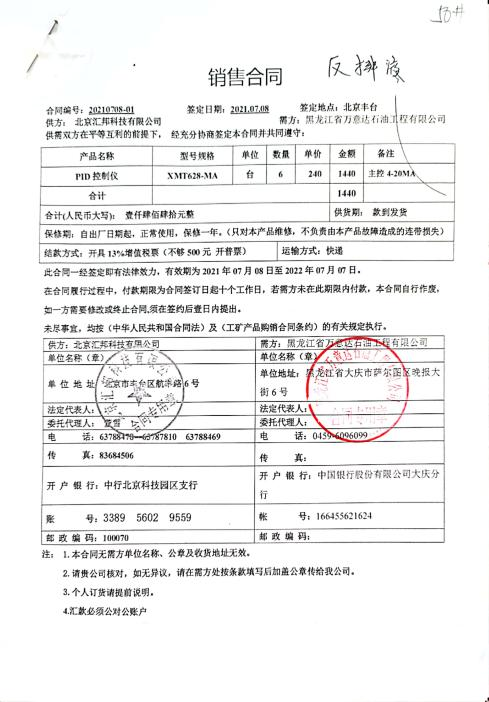 反排液
销售合同
合同编号：20210708-01 签定日期：2021.07.08 签定地点：北京丰台
供方：北京汇邦科技有限公司 需方：黑龙江省万意达石油工程有限公司
供需双方在平等互利的前提下，经充分协商签定本合同并共同遵守：
产品名称 型号规格 单位 数量 单价 金额 备注
PID控制仪 XMT628-MA 台 6 240 1440 主控 4-20MA
合计 1440
合计(人民币大写)：壹仟肆佰肆拾元整 供货期：款到发货
保修期：自出厂日期起，正常使用，保修一年。（只对本产品维修，不负责由本产品故障造成的连带损失）
结款方式：开具13%增值税票（不够 500 元 开普票） 运输方式：快递
此合同一经签定即有法律效力，有效期为 2021 年 07 月 08 日至 2022 年 07 月 07 日。
在合同履行过程中，付款期限为合同签订日起十个工作日，若需方未在此期限内付款，本合同自行作废，
如一方需要修改或终止合同,须在签约后壹日内提出。
未尽事宜，均按《中华人民共和国合同法》及《工矿产品购销合同条约》的有关规定执行。
供方：北京汇邦科技有限公司 需方：黑龙江省万意达石油工程有限公司
单位名称（章） 单位名称（章）
单位地址：北京市丰台区航丰路6号 单位地址：黑龙江省大庆市萨尔图区晚报大
街6号
法定代表人： 法定代表人：
委托代理人： 委托代理人：
电 话：63788470--63787810 63788469 电 话：0459-6096099
传 真：83684506 传 真：
开 户 银 行：中行北京科技园区支行 开 户 银 行：中国银行股份有限公司大庆分
行
账 号：3389 5602 9559 帐 号：166455621624
邮 政 编 码：100070 邮 政 编 码：
合同专用章
注：1.本合同无需方单位名称、公章及收货地址无效。
2.请贵公司核对，如无异议，请在需方处按条款填写后加盖公章传给我公司。
3.个人订货请提前说明。
4.汇款必须公对公账户